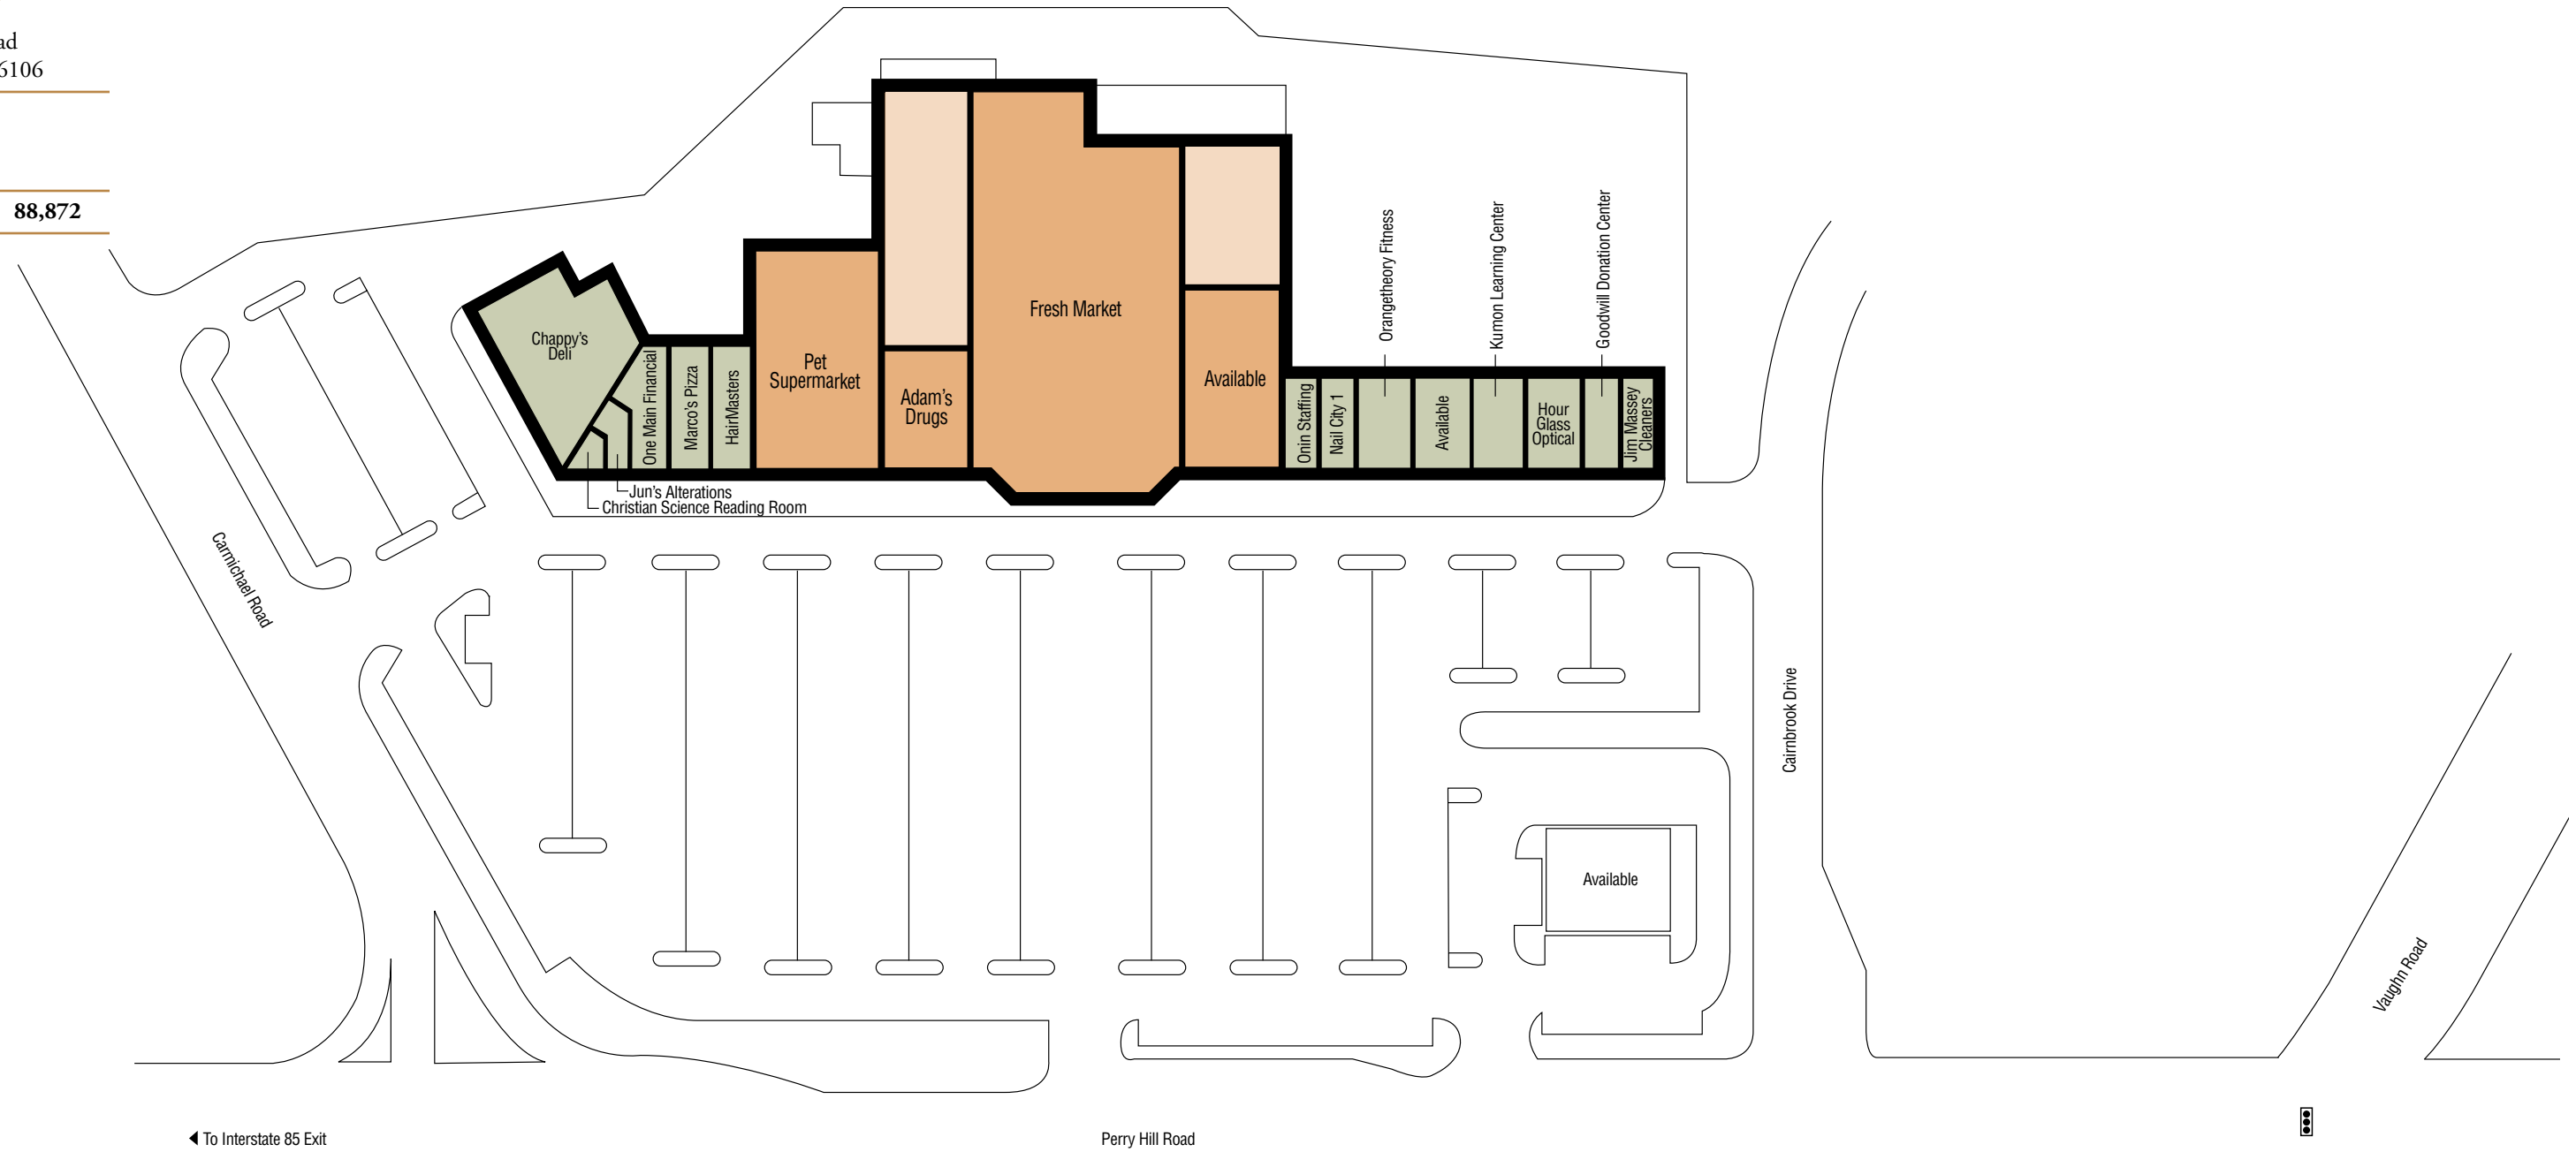 ad
6106
88,872
Chappy's
Deli
One Main Financial
Marco's Pizza
HairMasters
Jun's Alterations
Christian Science Reading Room
Pet
Supermarket
Adam's
Drugs
Fresh Market
Available
Onin Staffing
Nail City 1
Orangetheory Fitness
Available
Kumon Learning Center
Hour
Glass
Optical
Goodwill Donation Center
Jim Massey
Cleaners
Carmichael Road
Cairnbrook Drive
Available
Vaughn Road
To Interstate 85 Exit
Perry Hill Road